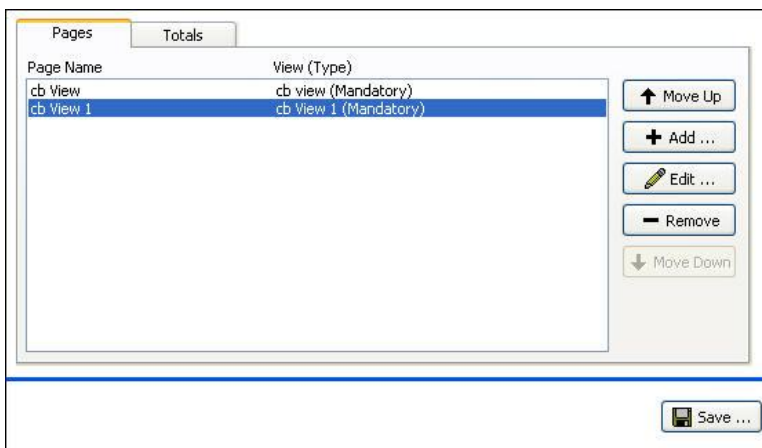 Pages Totals
Page Name View (Type)
cb View cb view (Mandatory)
cb View 1 cb View 1 (Mandatory)
Move Up
Add ...
Edit ...
Remove
Move Down
Save ...